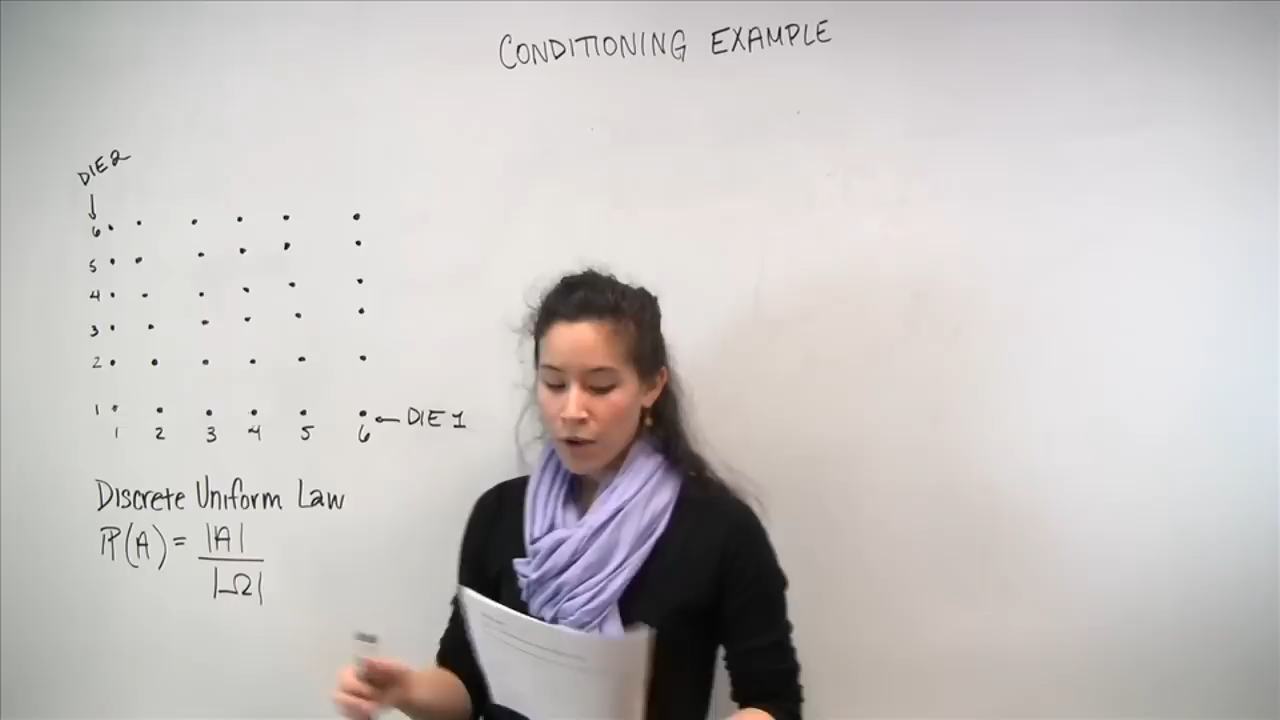 CONDITIONING EXAMPLE
DIE 2
6
5
4
3
2
1
1 2 3 4 5 6
← DIE 1
Discrete Uniform Law
P(A) = |A|
|Ω|